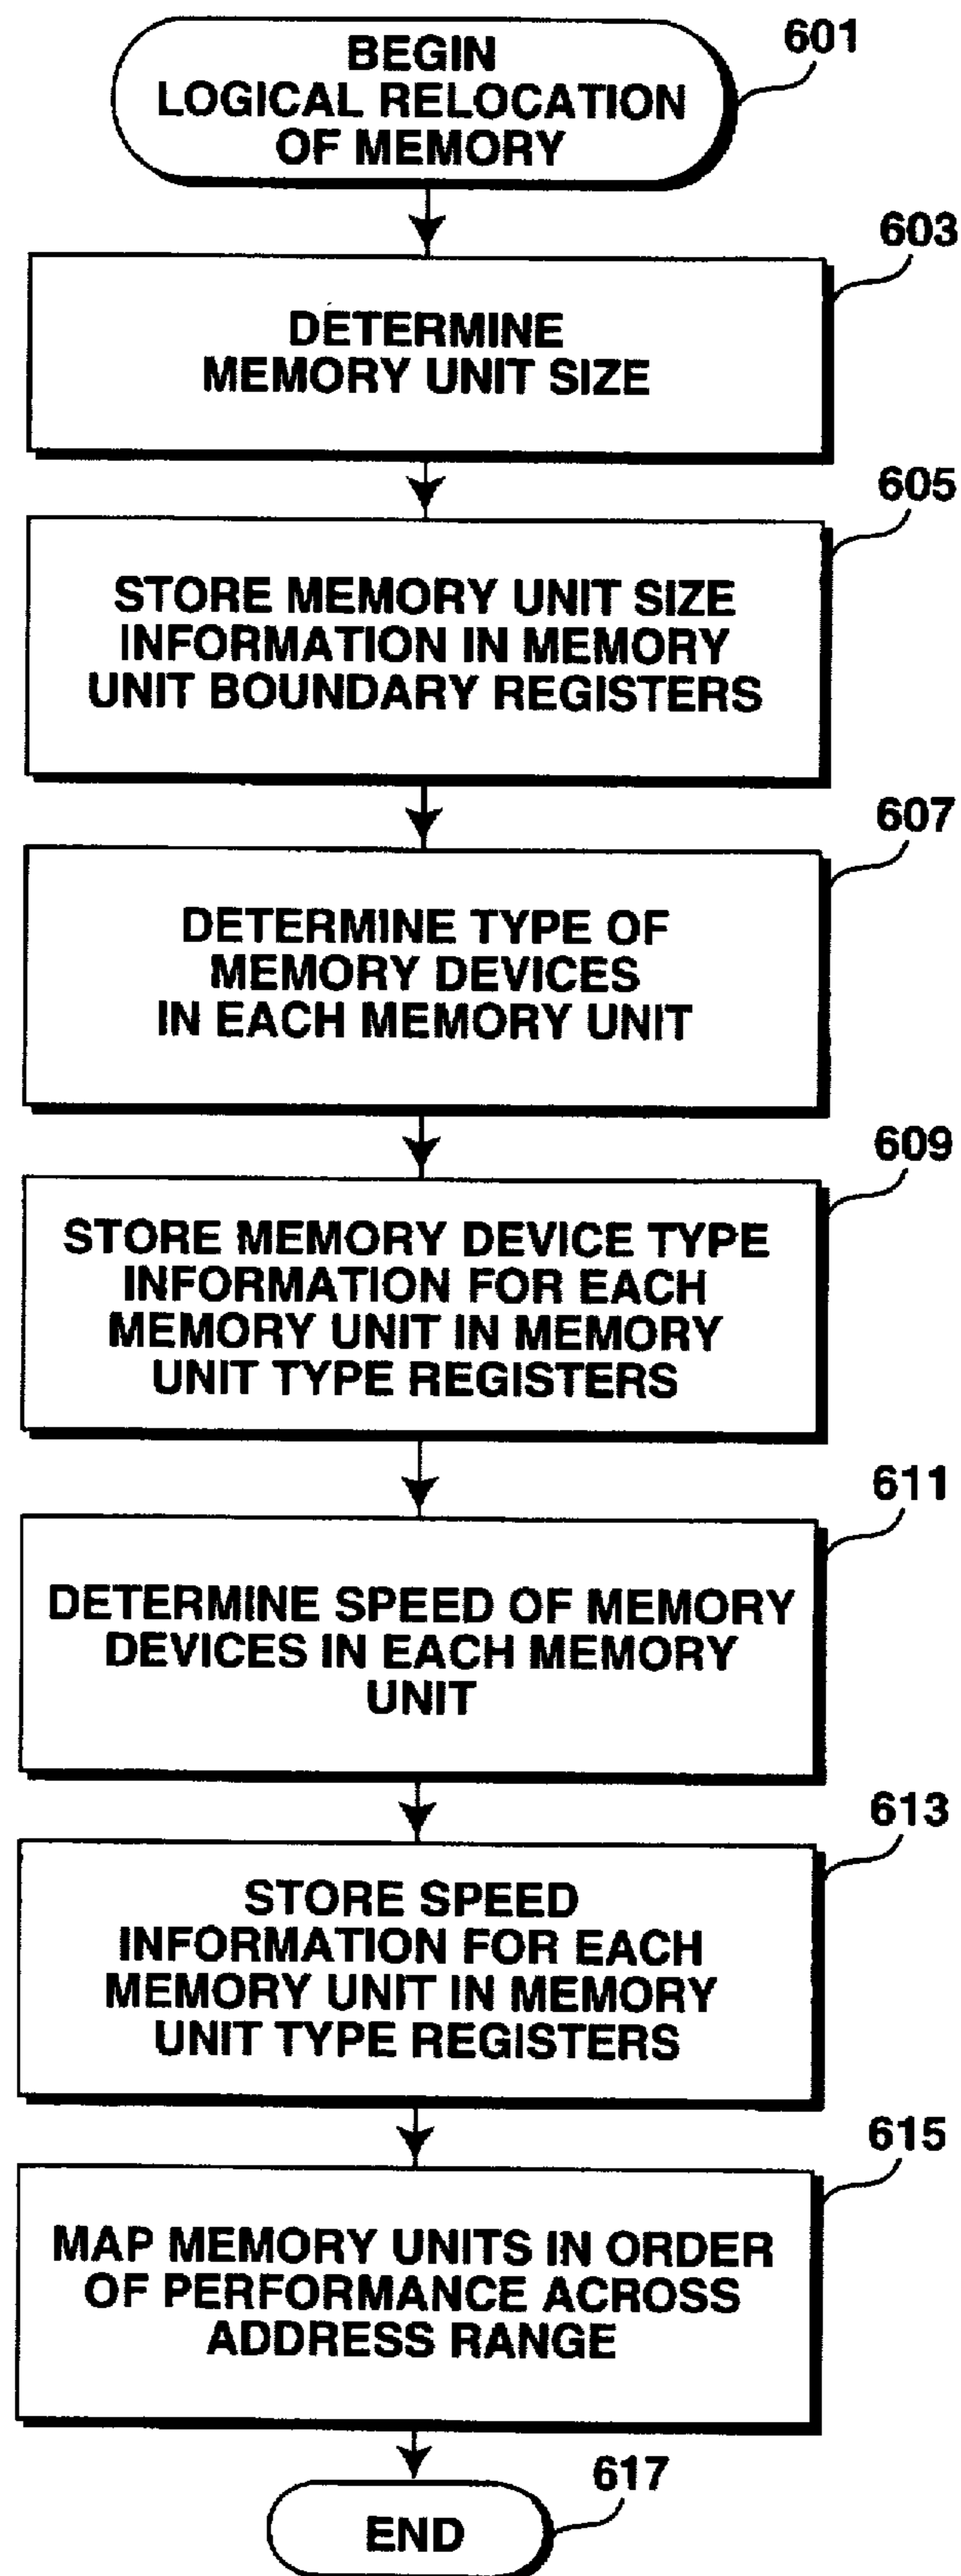 BEGIN
LOGICAL RELOCATION
OF MEMORY
601
603
DETERMINE
MEMORY UNIT SIZE
605
STORE MEMORY UNIT SIZE
INFORMATION IN MEMORY
UNIT BOUNDARY REGISTERS
607
DETERMINE TYPE OF
MEMORY DEVICES
IN EACH MEMORY UNIT
609
STORE MEMORY DEVICE TYPE
INFORMATION FOR EACH
MEMORY UNIT IN MEMORY
UNIT TYPE REGISTERS
611
DETERMINE SPEED OF MEMORY
DEVICES IN EACH MEMORY
UNIT
613
STORE SPEED
INFORMATION FOR EACH
MEMORY UNIT IN MEMORY
UNIT TYPE REGISTERS
615
MAP MEMORY UNITS IN ORDER
OF PERFORMANCE ACROSS
ADDRESS RANGE
617
END